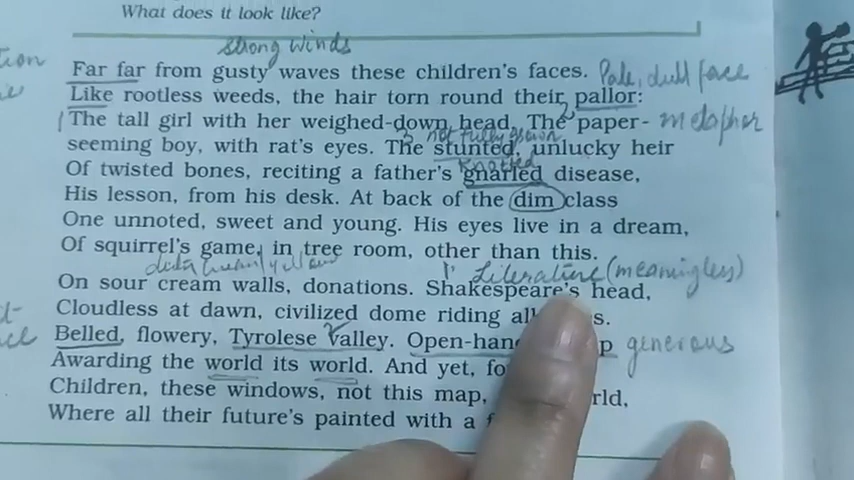 What does it look like?
strong winds
Far far from gusty waves these children's faces. Pale, dull face
Like rootless weeds, the hair torn round their pallor:
The tall girl with her weighed-down head. The paper- metaphor
not fully grown
seeming boy, with rat's eyes. The stunted, unlucky heir
knotted
Of twisted bones, reciting a father's gnarled disease,
His lesson, from his desk. At back of the dim class
One unnoted, sweet and young. His eyes live in a dream,
Of squirrel's game, in tree room, other than this.
Literature (meaningless)
On sour cream walls, donations. Shakespeare's head,
Cloudless at dawn, civilized dome riding all
Belled, flowery, Tyrolese valley. Open-han p generous
Awarding the world its world. And yet, fo
Children, these windows, not this map, rld,
Where all their future's painted with a f